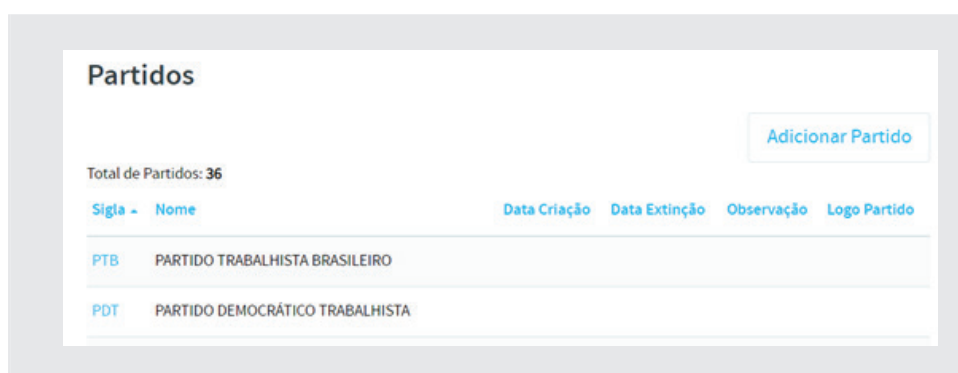 Partidos
Adicionar Partido
Total de Partidos: 36
Sigla Nome Data Criação Data Extinção Observação Logo Partido
PTB PARTIDO TRABALHISTA BRASILEIRO
PDT PARTIDO DEMOCRÁTICO TRABALHISTA